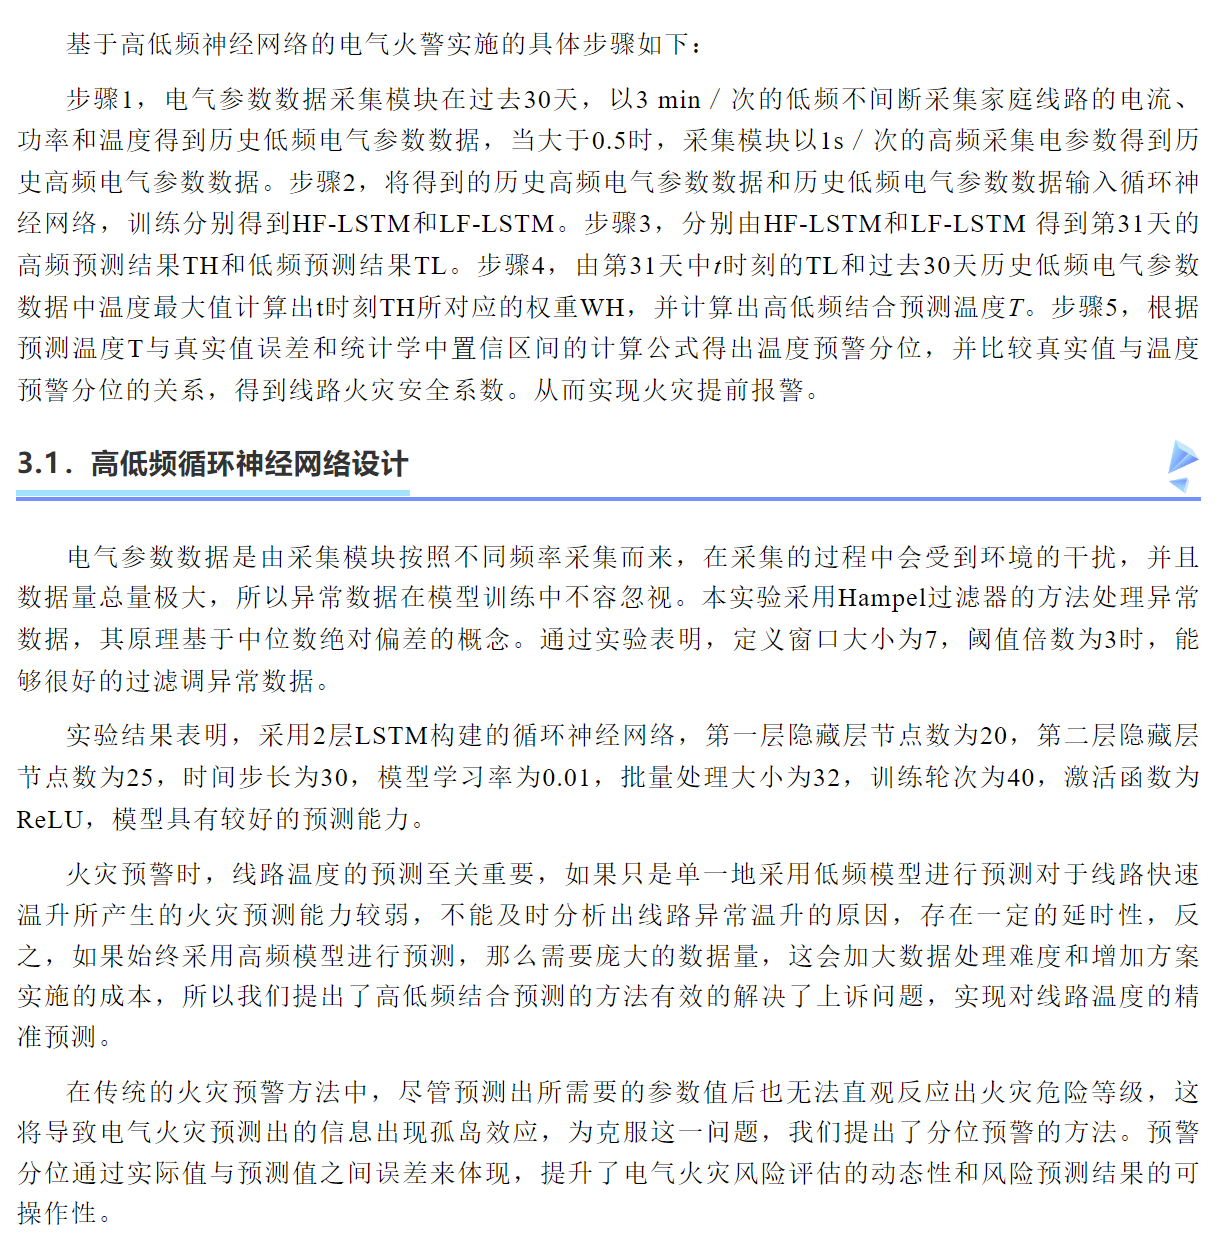 基于高低频神经网络的电气火警实施的具体步骤如下：
步骤1，电气参数数据采集模块在过去30天，以3 min／次的低频不间断采集家庭线路的电流、
功率和温度得到历史低频电气参数数据，当大于0.5时，采集模块以1s／次的高频采集电参数得到历
史高频电气参数数据。步骤2，将得到的历史高频电气参数数据和历史低频电气参数数据输入循环神
经网络，训练分别得到HF-LSTM和LF-LSTM。步骤3，分别由HF-LSTM和LF-LSTM 得到第31天的
高频预测结果TH和低频预测结果TL。步骤4，由第31天中t时刻的TL和过去30天历史低频电气参数
数据中温度最大值计算出t时刻TH所对应的权重WH，并计算出高低频结合预测温度T。步骤5，根据
预测温度T与真实值误差和统计学中置信区间的计算公式得出温度预警分位，并比较真实值与温度
预警分位的关系，得到线路火灾安全系数。从而实现火灾提前报警。
3.1．高低频循环神经网络设计
电气参数数据是由采集模块按照不同频率采集而来，在采集的过程中会受到环境的干扰，并且
数据量总量极大，所以异常数据在模型训练中不容忽视。本实验采用Hampel过滤器的方法处理异常
数据，其原理基于中位数绝对偏差的概念。通过实验表明，定义窗口大小为7，阈值倍数为3时，能
够很好的过滤调异常数据。
实验结果表明，采用2层LSTM构建的循环神经网络，第一层隐藏层节点数为20，第二层隐藏层
节点数为25，时间步长为30，模型学习率为0.01，批量处理大小为32，训练轮次为40，激活函数为
ReLU，模型具有较好的预测能力。
火灾预警时，线路温度的预测至关重要，如果只是单一地采用低频模型进行预测对于线路快速
温升所产生的火灾预测能力较弱，不能及时分析出线路异常温升的原因，存在一定的延时性，反
之，如果始终采用高频模型进行预测，那么需要庞大的数据量，这会加大数据处理难度和增加方案
实施的成本，所以我们提出了高低频结合预测的方法有效的解决了上诉问题，实现对线路温度的精
准预测。
在传统的火灾预警方法中，尽管预测出所需要的参数值后也无法直观反应出火灾危险等级，这
将导致电气火灾预测出的信息出现孤岛效应，为克服这一问题，我们提出了分位预警的方法。预警
分位通过实际值与预测值之间误差来体现，提升了电气火灾风险评估的动态性和风险预测结果的可
操作性。